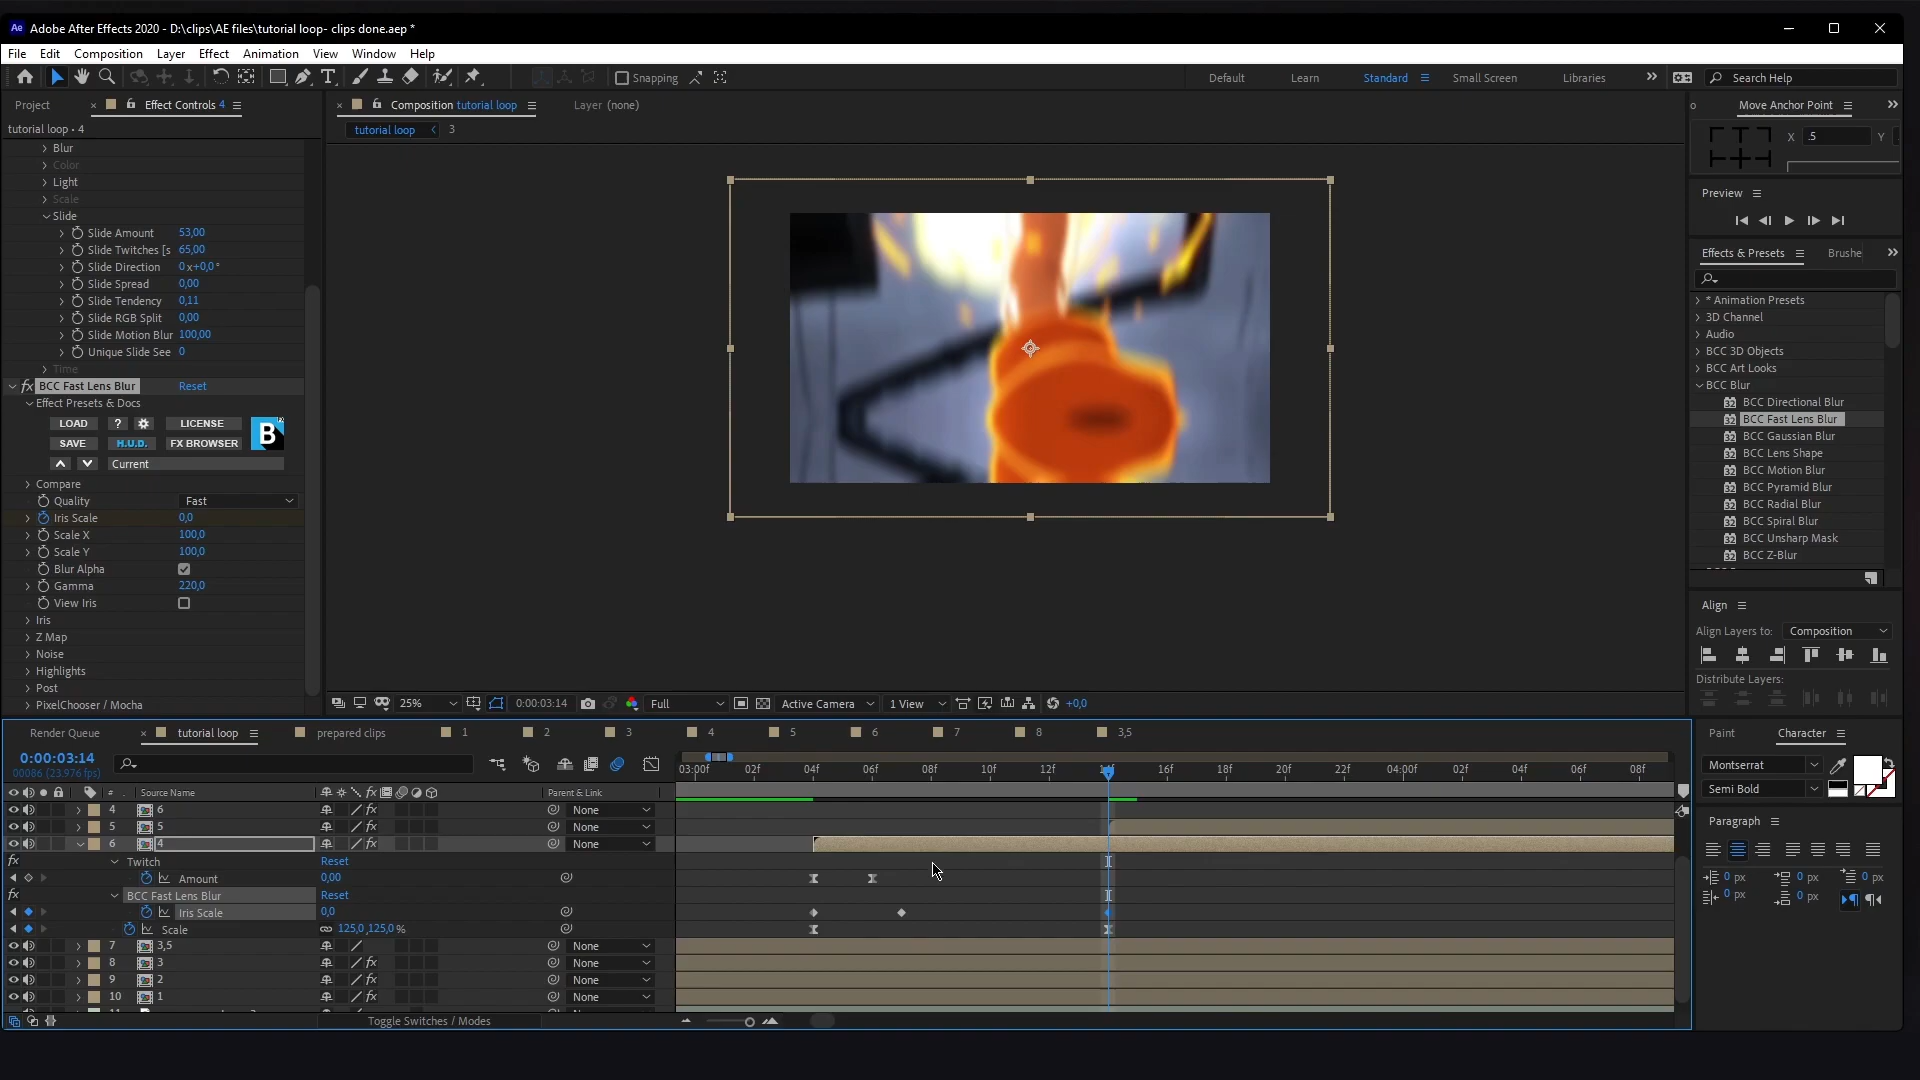 Ae Adobe After Effects 2020 - D:\clips\AE files\tutorial loop- clips done.aep *
File Edit Composition Layer Effect Animation View Window Help
Snapping
Default Learn Standard Small Screen Libraries
Search Help
Project
Effect Controls 4
tutorial loop • 4
Blur
Color
Light
Scale
Slide
Slide Amount 53,00
Slide Twitches [s 65,00
Slide Direction 0x+0,0°
Slide Spread 0,00
Slide Tendency 0,11
Slide RGB Split 0,00
Slide Motion Blur 100,00
Unique Slide See 0
Time
fx BCC Fast Lens Blur Reset
Effect Presets & Docs
LOAD ? LICENSE
SAVE H.U.D. FX BROWSER
B
Current
Compare
Quality Fast
Iris Scale 0,0
Scale X 100,0
Scale Y 100,0
Blur Alpha
Gamma 220,0
View Iris
Iris
Z Map
Noise
Highlights
Post
PixelChooser / Mocha
Composition tutorial loop
Layer (none)
tutorial loop 3
25% 0:00:03:14 Full Active Camera 1 View +0,0
Move Anchor Point
X .5 Y
Preview
Effects & Presets Brushe
* Animation Presets
3D Channel
Audio
BCC 3D Objects
BCC Art Looks
BCC Blur
BCC Directional Blur
BCC Fast Lens Blur
BCC Gaussian Blur
BCC Lens Shape
BCC Motion Blur
BCC Pyramid Blur
BCC Radial Blur
BCC Spiral Blur
BCC Unsharp Mask
BCC Z-Blur
Align
Align Layers to: Composition
Distribute Layers:
Render Queue tutorial loop prepared clips 1 2 3 4 5 6 7 8 3,5
0:00:03:14
00086 (23.976 fps)
03:00f 02f 04f 06f 08f 10f 12f 16f 18f 20f 22f 04:00f 02f 04f 06f 08f
# . Source Name fx Parent & Link
4 6 fx None
5 5 fx None
6 4 fx None
fx Twitch Reset
Amount 0,00
fx BCC Fast Lens Blur Reset
Iris Scale 0,0
Scale 125,0,125,0%
7 3,5 None
8 3 fx None
9 2 fx None
10 1 fx None
Toggle Switches / Modes
Paint Character
Montserrat
Semi Bold
Paragraph
0 px 0 px 0 px
0 px 0 px